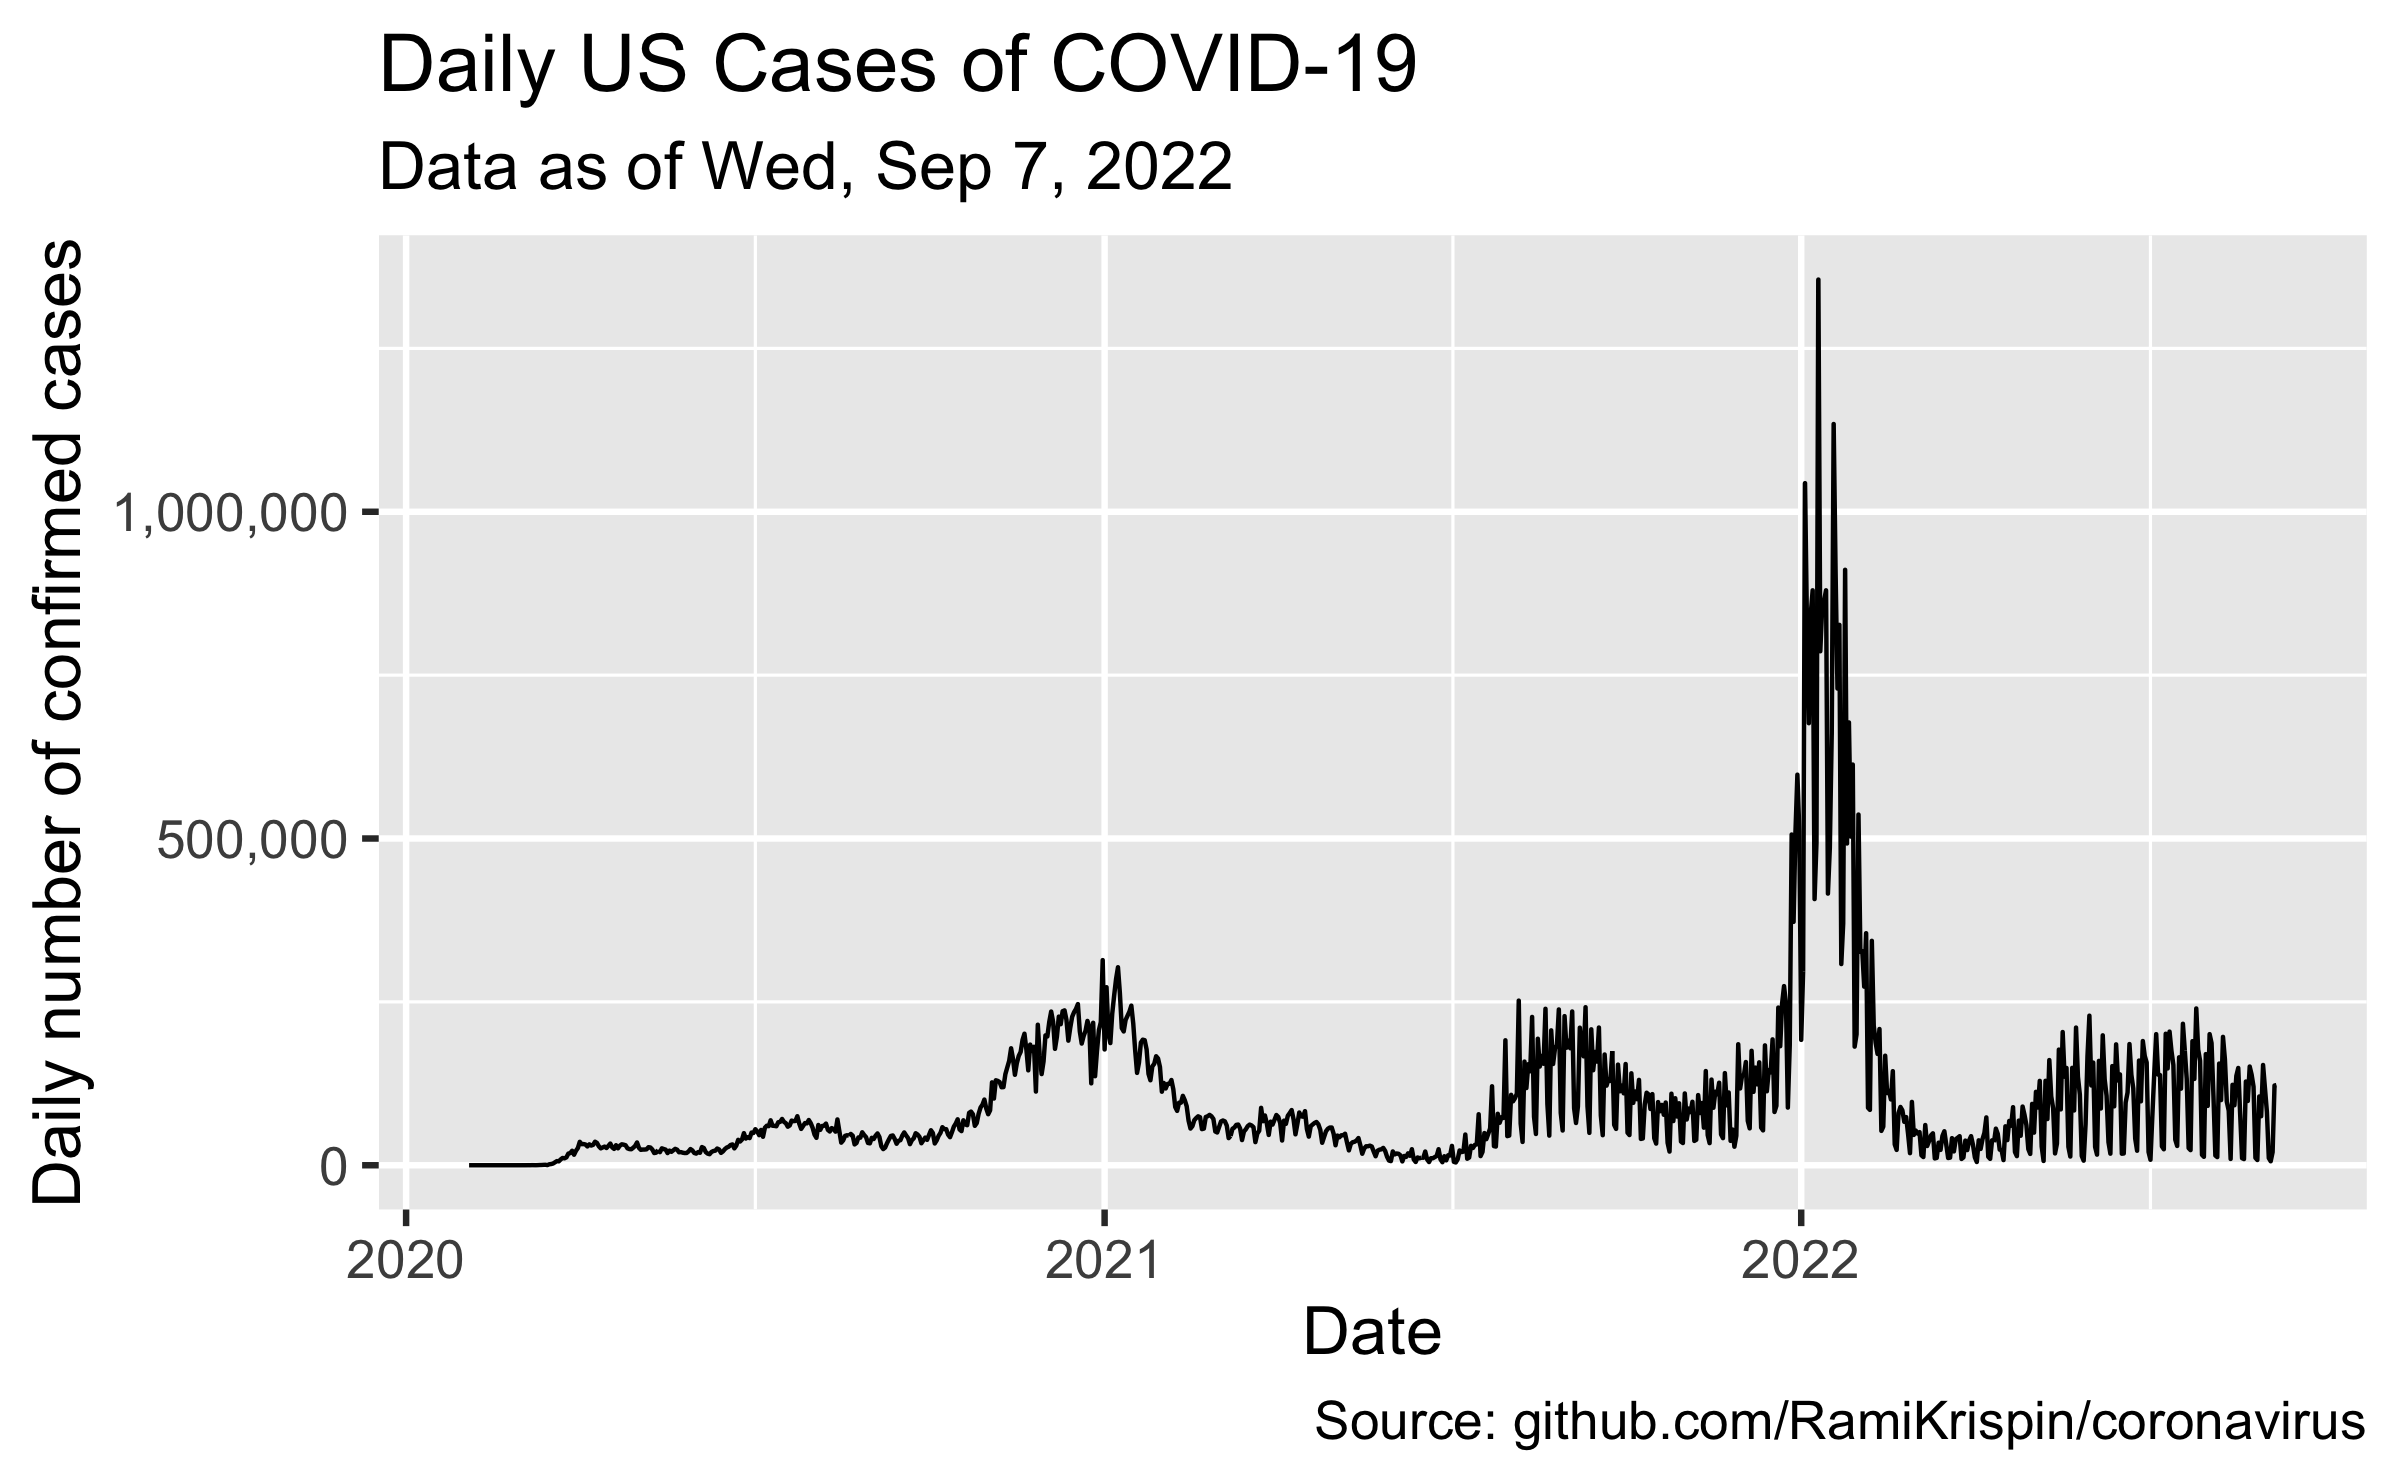 Daily US Cases of COVID-19
Data as of Wed, Sep 7, 2022
Daily number of confirmed cases
1,000,000
500,000
0
2020
2021
2022
Date
Source: github.com/RamiKrispin/coronavirus